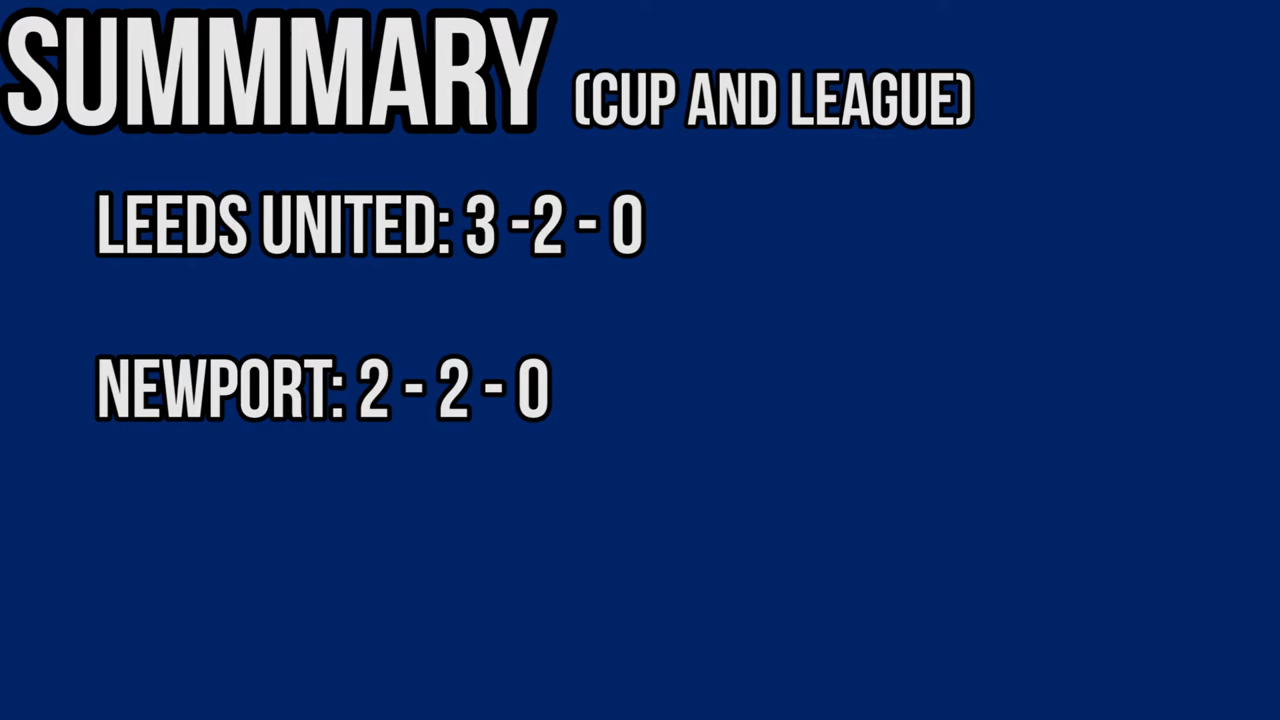 SUMMMARY (CUP AND LEAGUE)
LEEDS UNITED: 3 -2 - 0
NEWPORT: 2 - 2 - 0